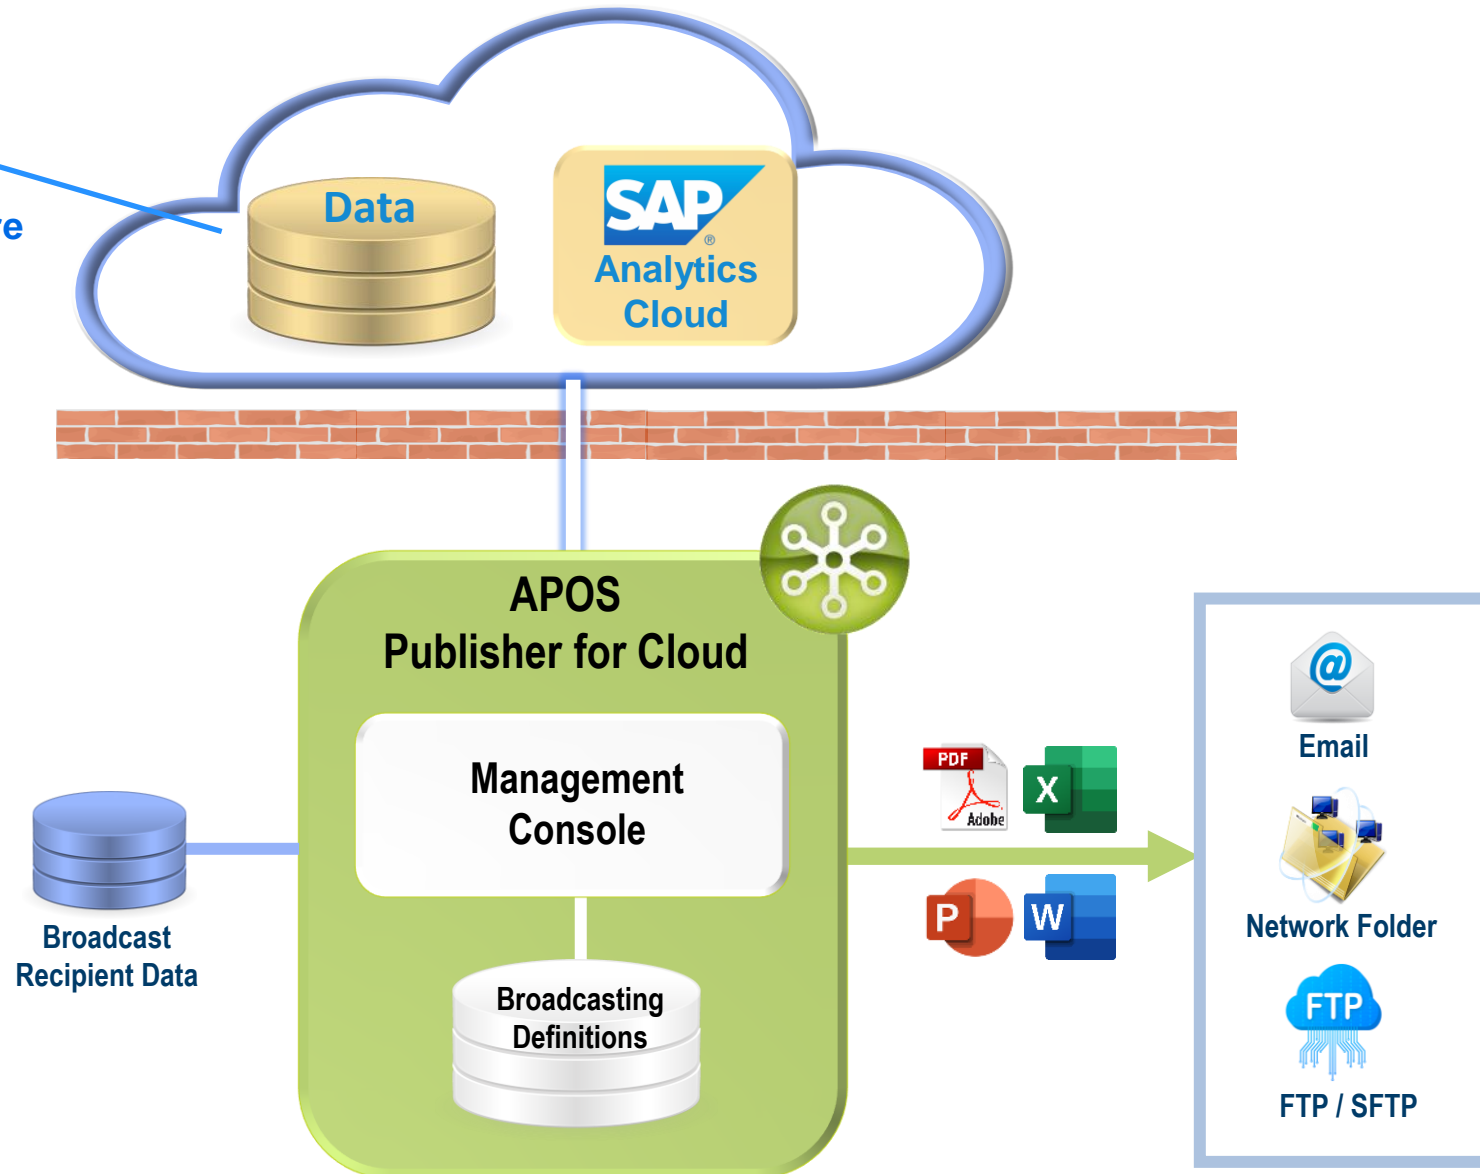 Data
SAP
®
Analytics
Cloud
APOS
Publisher for Cloud
Management
Console
Broadcasting
Definitions
Broadcast
Recipient Data
PDF
Adobe
X
P
W
@
Email
Network Folder
FTP
FTP / SFTP